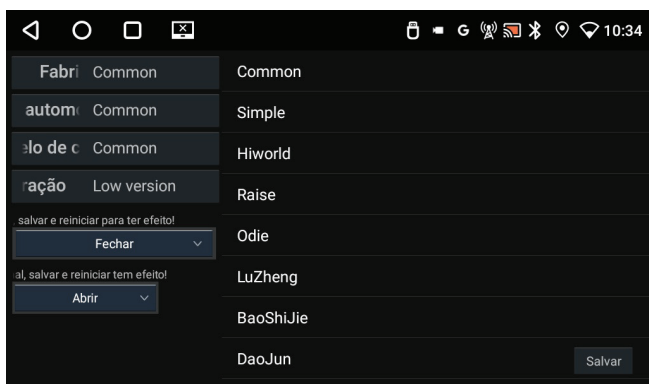 10:34
Fabri Common
automo Common
elo de c Common
ração Low version
salvar e reiniciar para ter efeito!
Fechar
al, salvar e reiniciar tem efeito!
Abrir
Common
Simple
Hiworld
Raise
Odie
LuZheng
BaoShiJie
DaoJun
Salvar